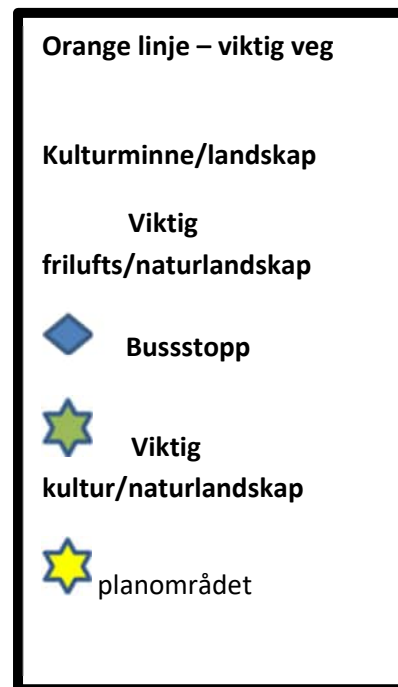 Orange linje – viktig veg
Kulturminne/landskap
Viktig
frilufts/naturlandskap
Bussstopp
Viktig
kultur/naturlandskap
planområdet